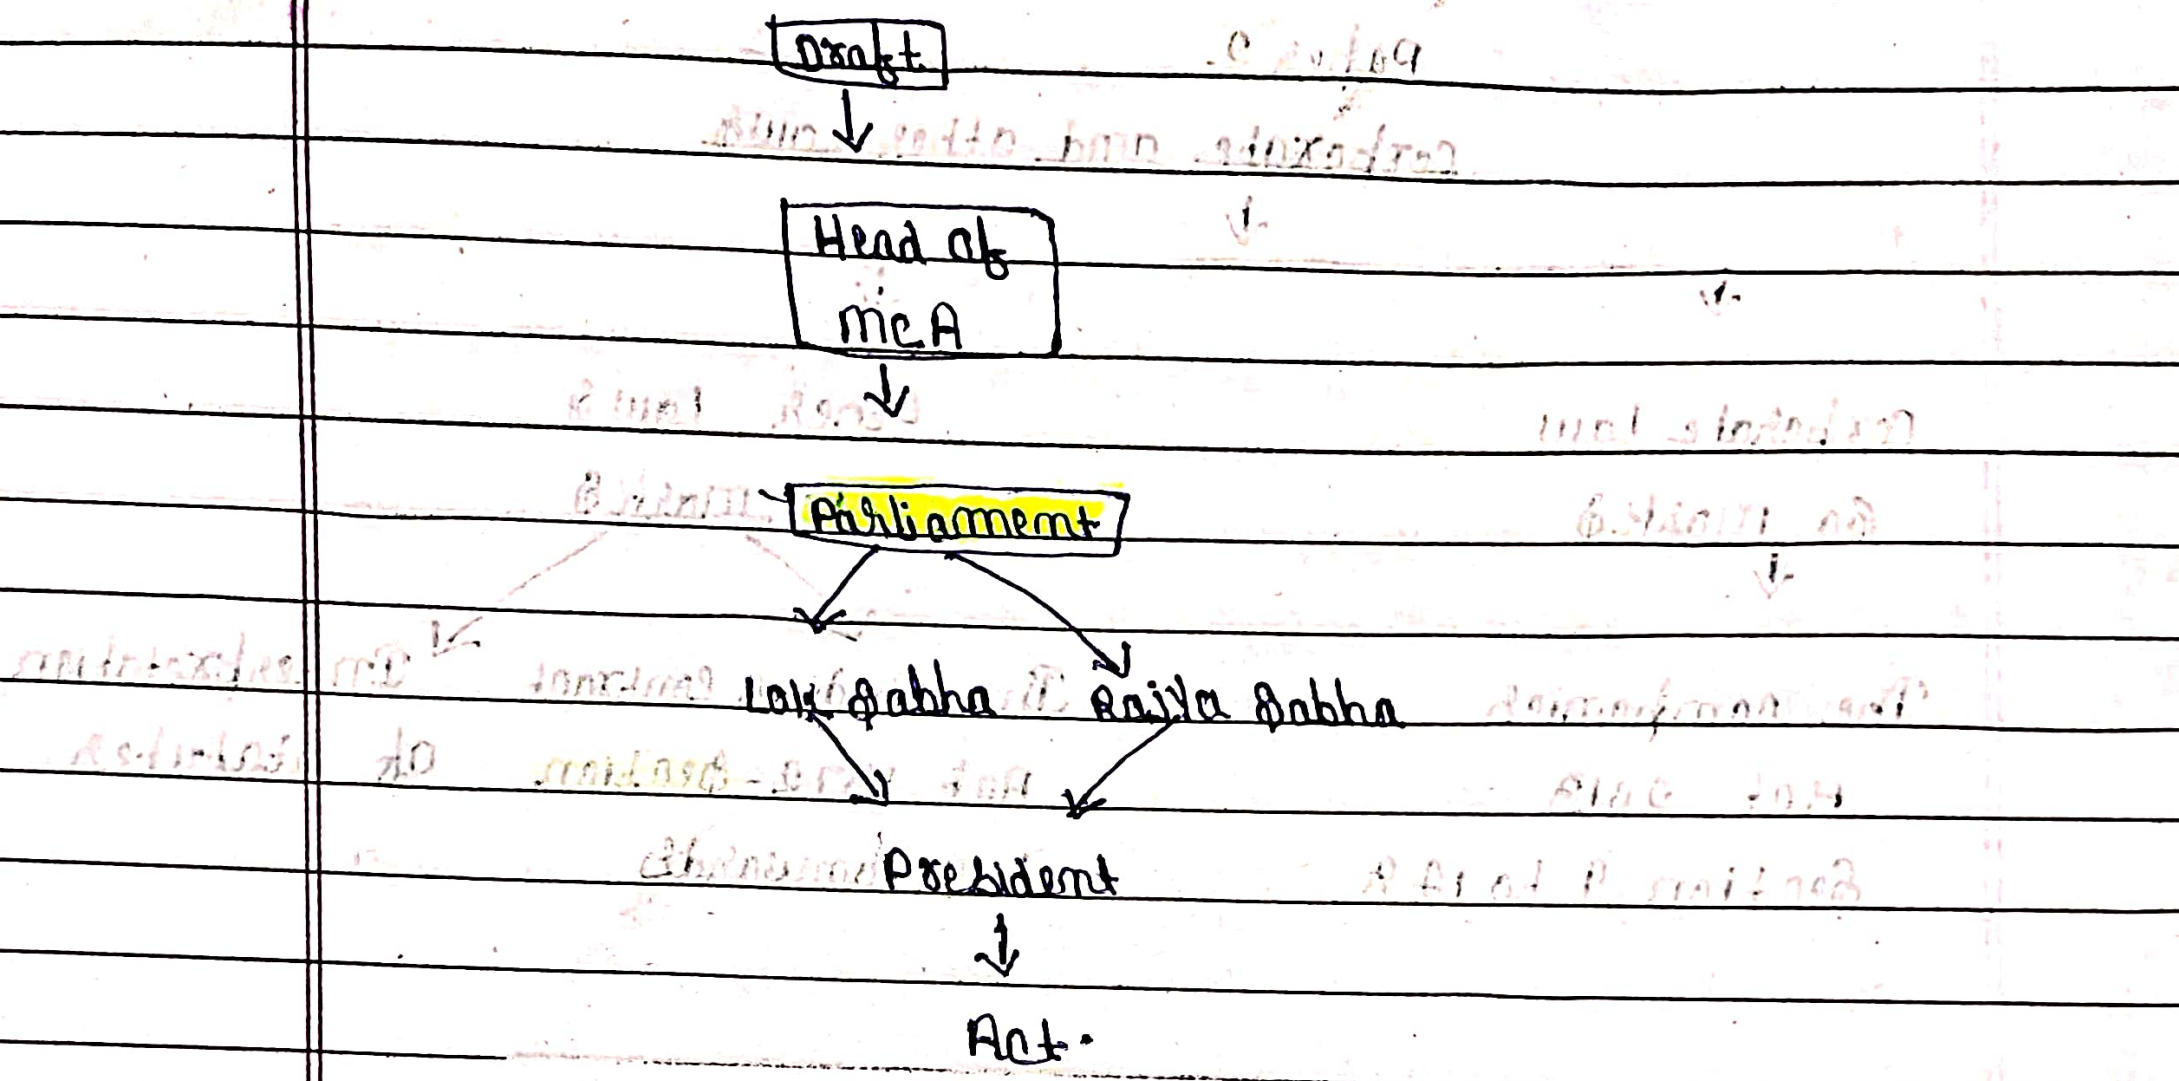 Draft
Head of
MCA
Parliament
Lok Sabha Rajya Sabha
President
Act.